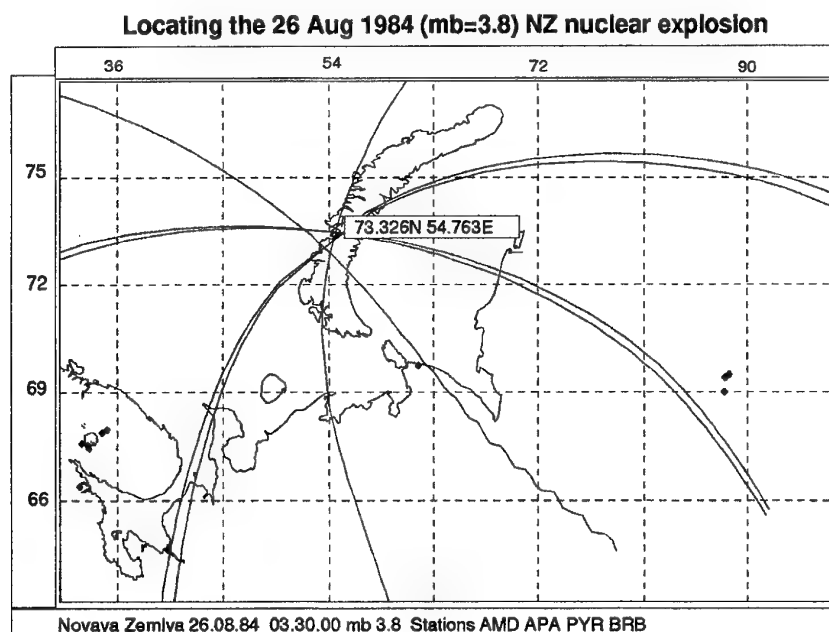 Locating the 26 Aug 1984 (mb=3.8) NZ nuclear explosion
36 54 72 90
75
73.326N 54.763E
72
69
66
Novaya Zemlya 26.08.84 03.30.00 mb 3.8 Stations AMD APA PYR BRB